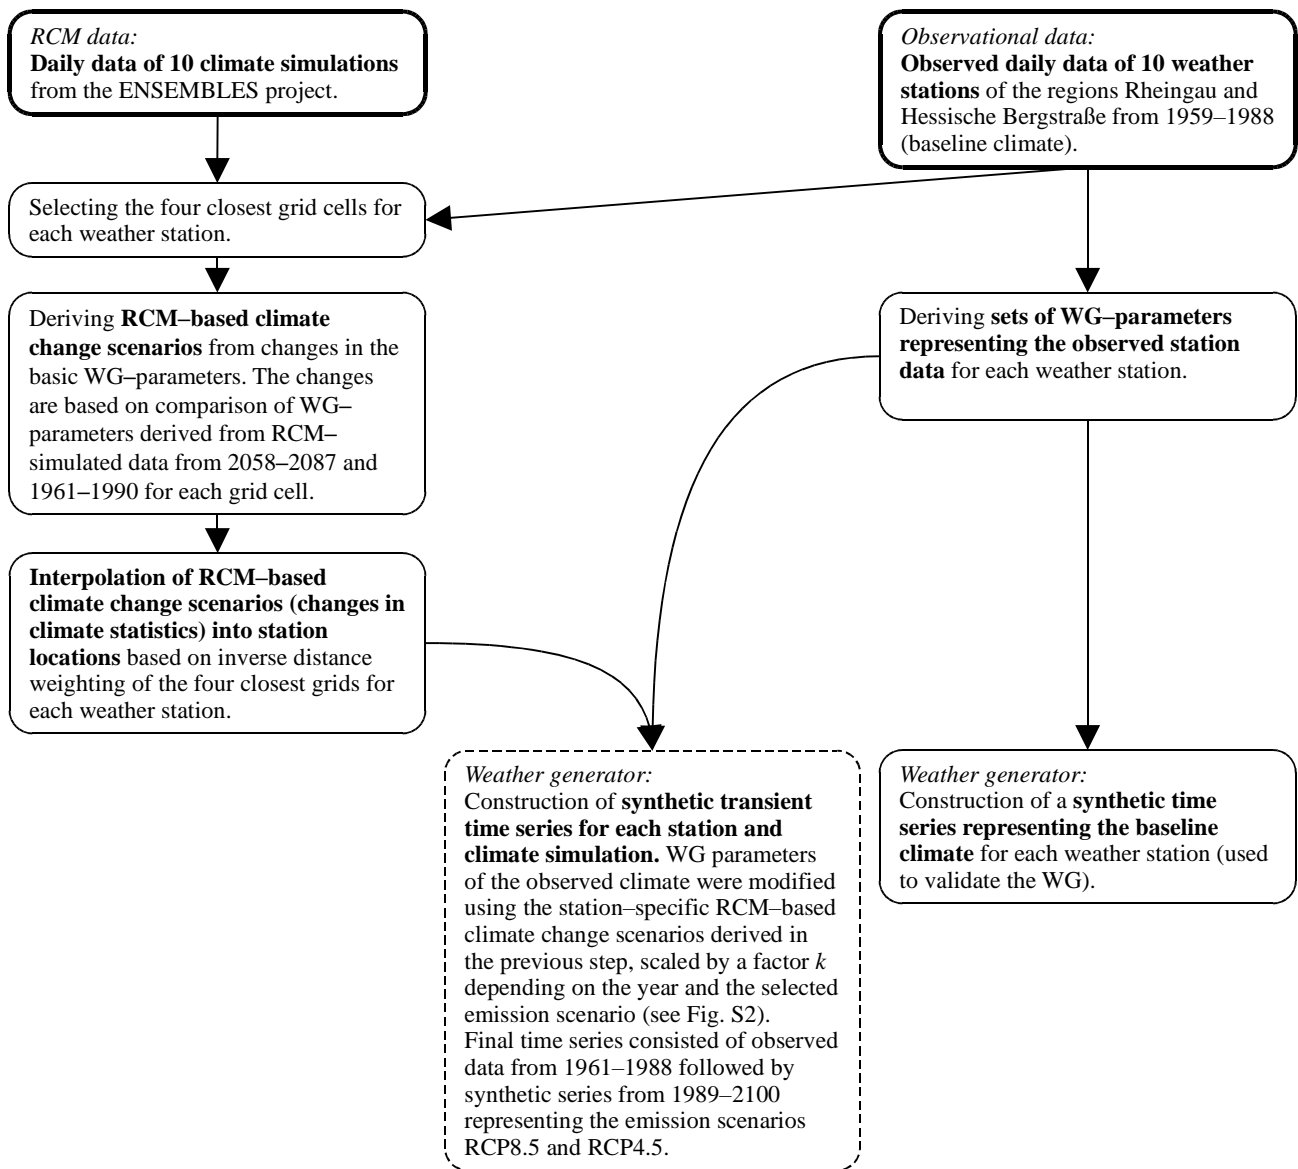 RCM data:
Daily data of 10 climate simulations
from the ENSEMBLES project.
Observational data:
Observed daily data of 10 weather
stations of the regions Rheingau and
Hessische Bergstraße from 1959–1988
(baseline climate).
Selecting the four closest grid cells for
each weather station.
Deriving RCM–based climate
change scenarios from changes in the
basic WG–parameters. The changes
are based on comparison of WG–
parameters derived from RCM–
simulated data from 2058–2087 and
1961–1990 for each grid cell.
Deriving sets of WG–parameters
representing the observed station
data for each weather station.
Interpolation of RCM–based
climate change scenarios (changes in
climate statistics) into station
locations based on inverse distance
weighting of the four closest grids for
each weather station.
Weather generator:
Construction of synthetic transient
time series for each station and
climate simulation. WG parameters
of the observed climate were modified
using the station–specific RCM–based
climate change scenarios derived in
the previous step, scaled by a factor k
depending on the year and the selected
emission scenario (see Fig. S2).
Final time series consisted of observed
data from 1961–1988 followed by
synthetic series from 1989–2100
representing the emission scenarios
RCP8.5 and RCP4.5.
Weather generator:
Construction of a synthetic time
series representing the baseline
climate for each weather station (used
to validate the WG).